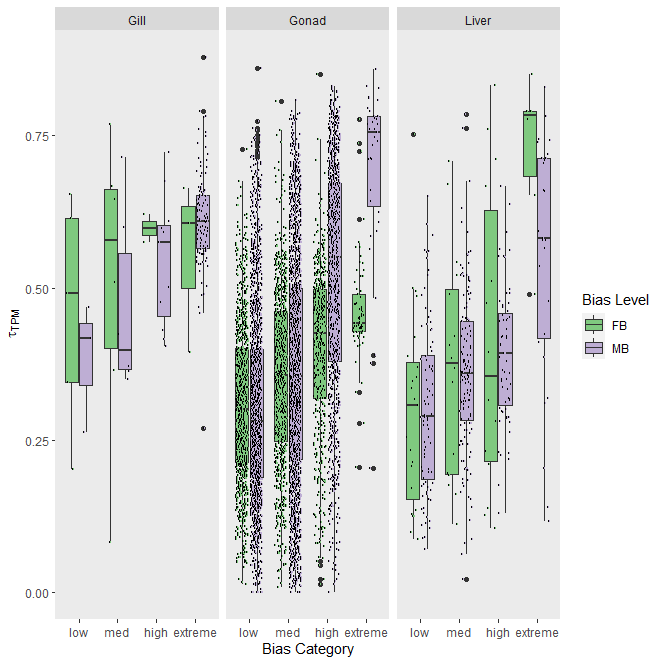 Gill Gonad Liver
0.75
0.50
0.25
0.00
τTPM
low med high extreme low med high extreme low med high extreme
Bias Category
Bias Level
FB
MB